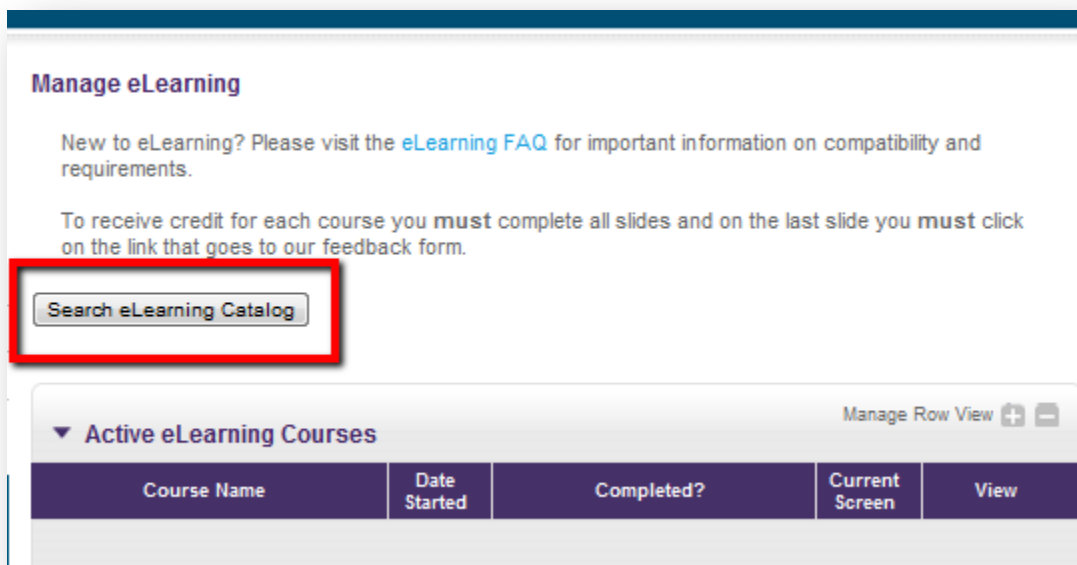 Manage eLearning
New to eLearning? Please visit the eLearning FAQ for important information on compatibility and
requirements.
To receive credit for each course you must complete all slides and on the last slide you must click
on the link that goes to our feedback form.
Search eLearning Catalog
Manage Row View
Active eLearning Courses
Course Name
Date
Started
Completed?
Current
Screen
View